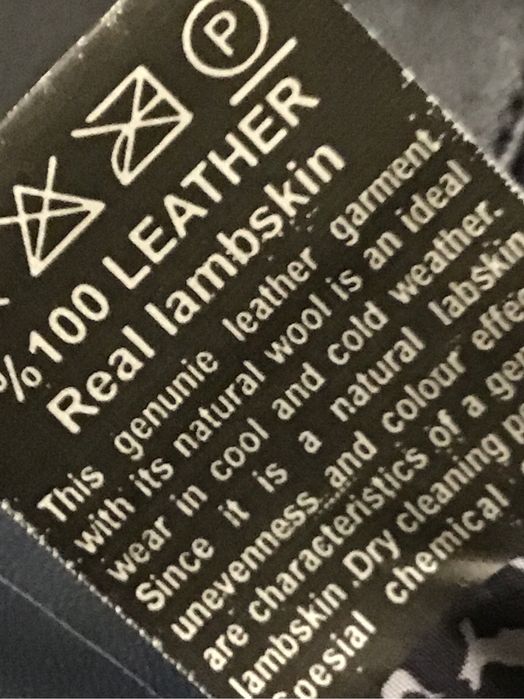 P
%100 LEATHER
Real lambskin
This genunie leather garment
with its natural wool is an ideal
wear in cool and cold weather.
Since it is a natural labskin
unevenness and colour
are characteristics of a
lambskin .Dry cleaning
chemical